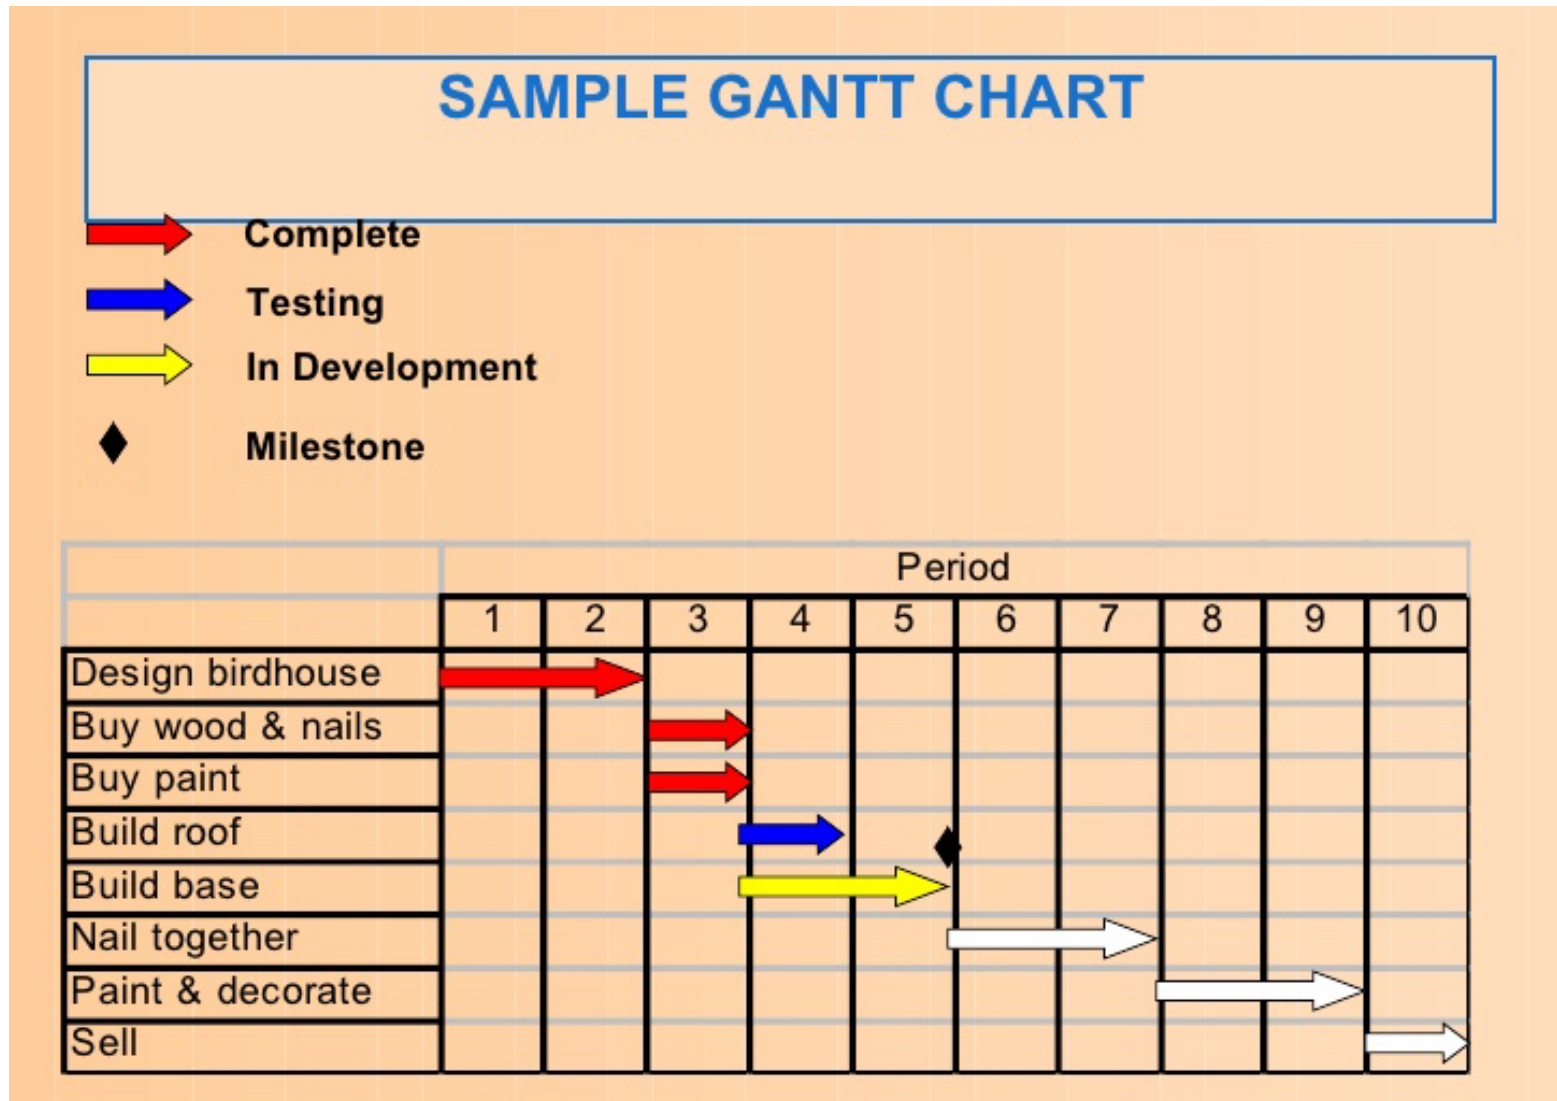 SAMPLE GANTT CHART
Complete
Testing
In Development
Milestone
Period
1 2 3 4 5 6 7 8 9 10
Design birdhouse
Buy wood & nails
Buy paint
Build roof
Build base
Nail together
Paint & decorate
Sell